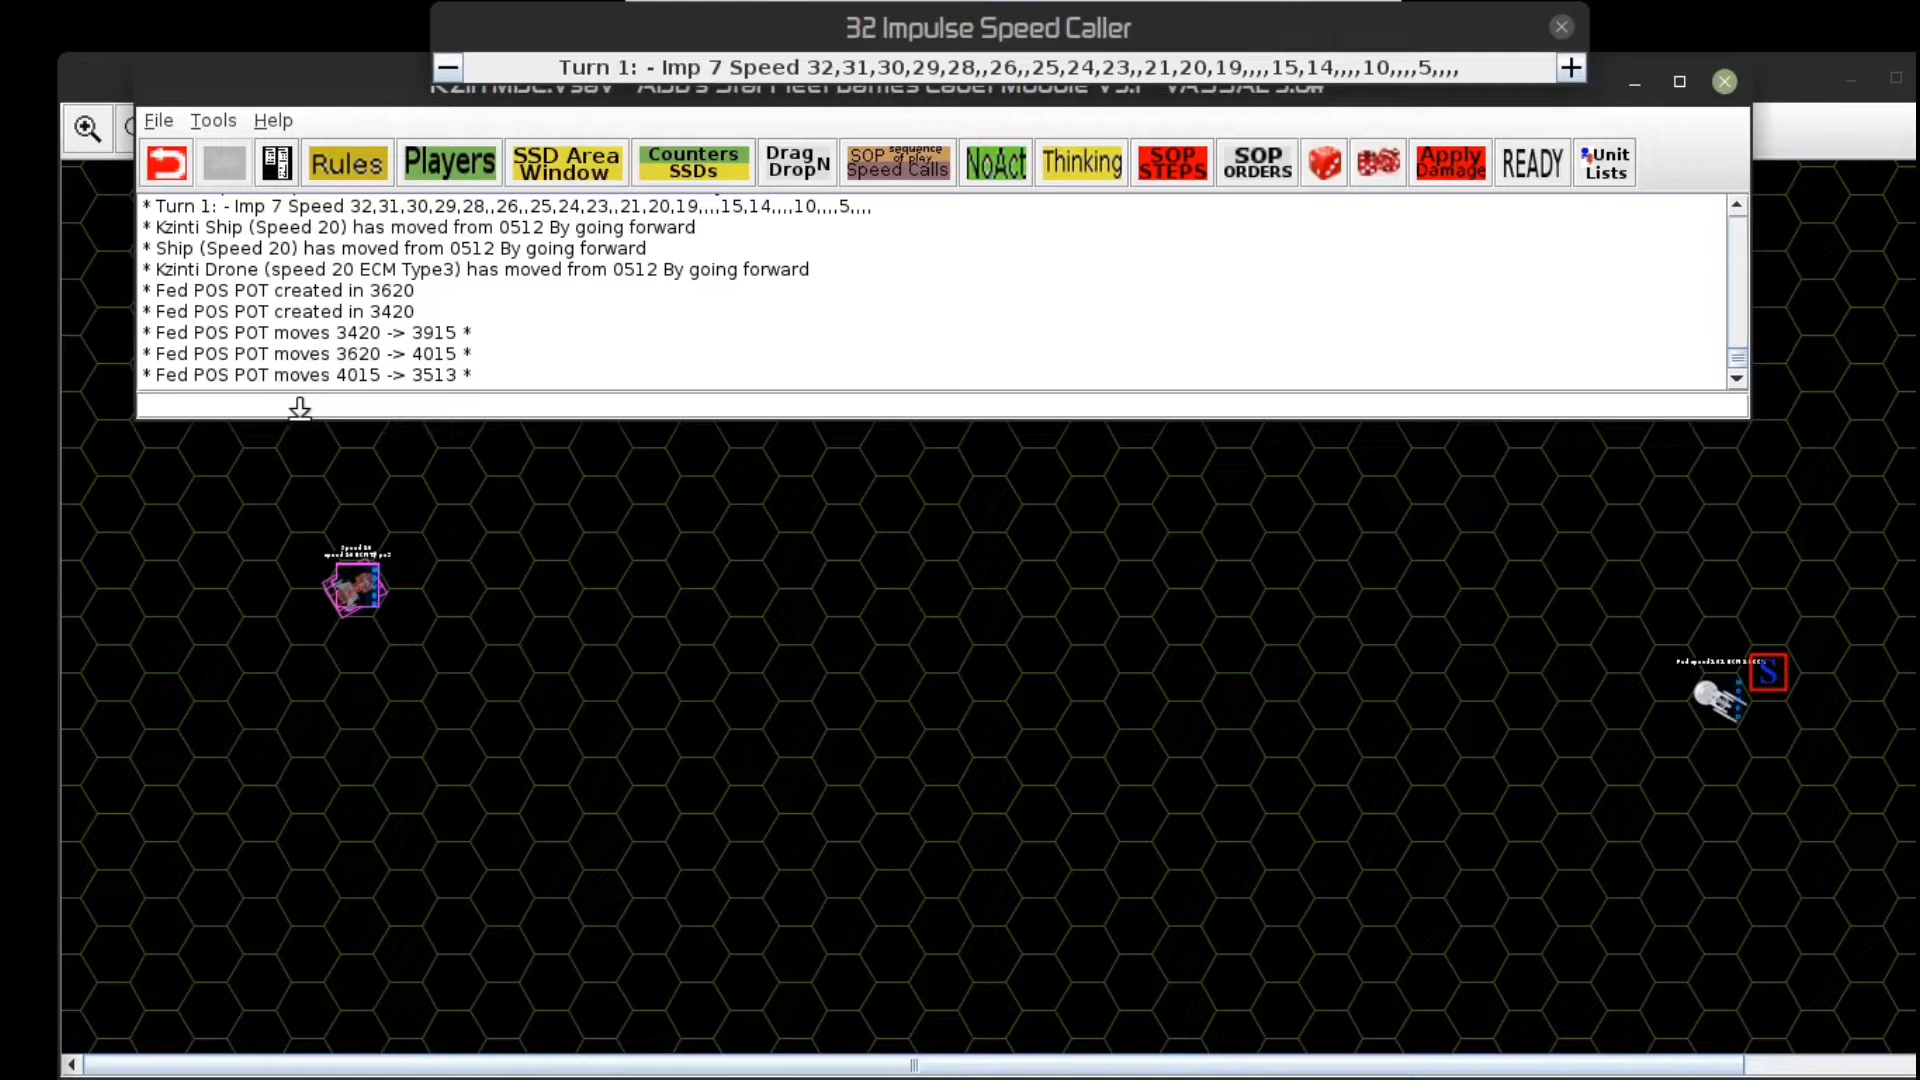 32 Impulse Speed Caller
Turn 1: - Imp 7 Speed 32,31,30,29,28,,26,,25,24,23,,21,20,19,,,,15,14,,,,10,,,,5,,,,
File Tools Help
Rules
Players
SSD Area Window
Counters SSDs
Drag N Drop
SOP sequence of play Speed Calls
NoAct
Thinking
SOP STEPS
SOP ORDERS
Apply Damage
READY
Unit Lists
* Turn 1: - Imp 7 Speed 32,31,30,29,28,,26,,25,24,23,,21,20,19,,,,15,14,,,,10,,,,5,,,,
* Kzinti Ship (Speed 20) has moved from 0512 By going forward
* Ship (Speed 20) has moved from 0512 By going forward
* Kzinti Drone (speed 20 ECM Type3) has moved from 0512 By going forward
* Fed POS POT created in 3620
* Fed POS POT created in 3420
* Fed POS POT moves 3420 -> 3915 *
* Fed POS POT moves 3620 -> 4015 *
* Fed POS POT moves 4015 -> 3513 *
Speed 20
speed 20 ECM Type3
S